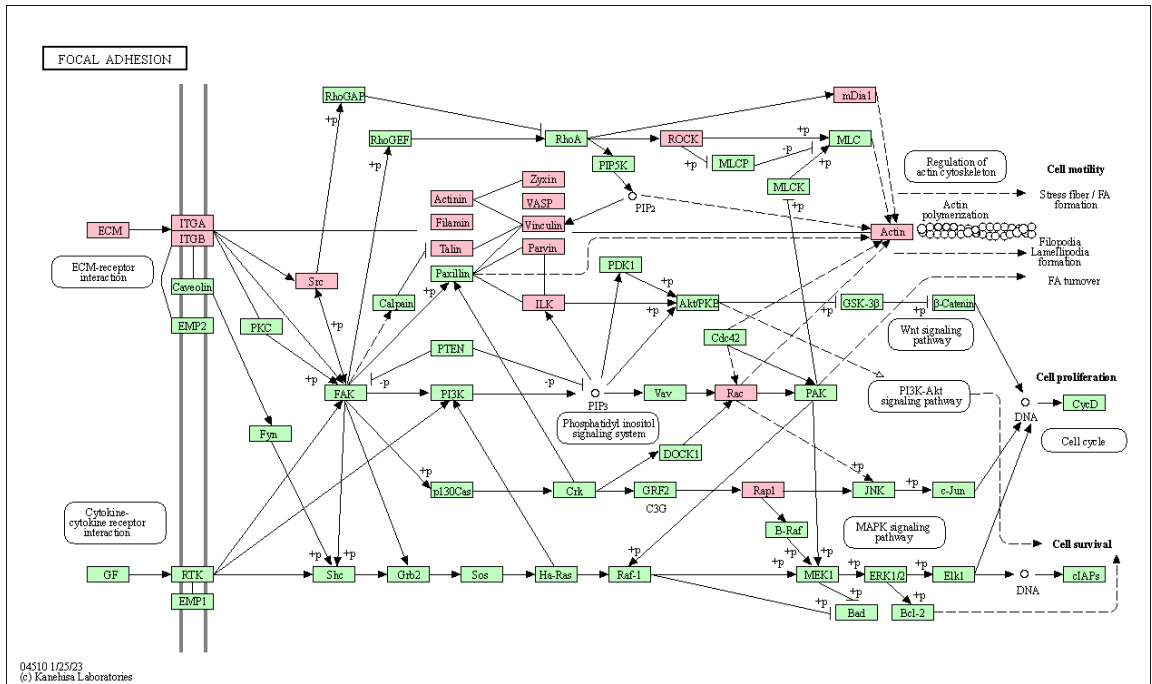 FOCAL ADHESION
RhoGAP
mDia1
+p
RhoGEF
RhoA
ROCK
+p
MLC
+p
+p
-p
MLCP
PIP5K
+p
MLCK
Regulation of
actin cytoskeleton
Cell motility
Zyxin
Actinin
VASP
PIP2
+p
Stress fiber / FA
formation
Actin
polymerization
ECM
ITGA
ITGB
Filamin
Vinculin
Actin
Talin
Parvin
Filopodia
Lamellipodia
formation
ECM-receptor
interaction
Paxillin
PDK1
FA turnover
Src
Caveolin
+p
+p
Calpain
ILK
+p
Akt/PKB
GSK-3β
β-Catenin
EMP2
PKC
+p
+p
Cdc42
Wnt signaling
pathway
PTEN
+p
-p
-p
Cell proliferation
FAK
PI3K
PIP3
Vav
Rac
PAK
PI3K-Akt
signaling pathway
DNA
CycD
Phosphatidyl inositol
signaling system
Fyn
Cell cycle
DOCK1
+p
+p
+p
p130Cas
Crk
GRF2
C3G
Rap1
JNK
c-Jun
Cytokine-
cytokine receptor
interaction
B-Raf
MAPK signaling
pathway
Cell survival
+p
+p
+p
+p
+p
GF
RTK
Shc
Grb2
Sos
Ha-Ras
Raf-1
MEK1
+p
ERK1/2
+p
Elk1
DNA
cIAPs
EMP1
+p
+p
+p
Bad
Bcl-2
04510 1/25/23
(c) Kanehisa Laboratories